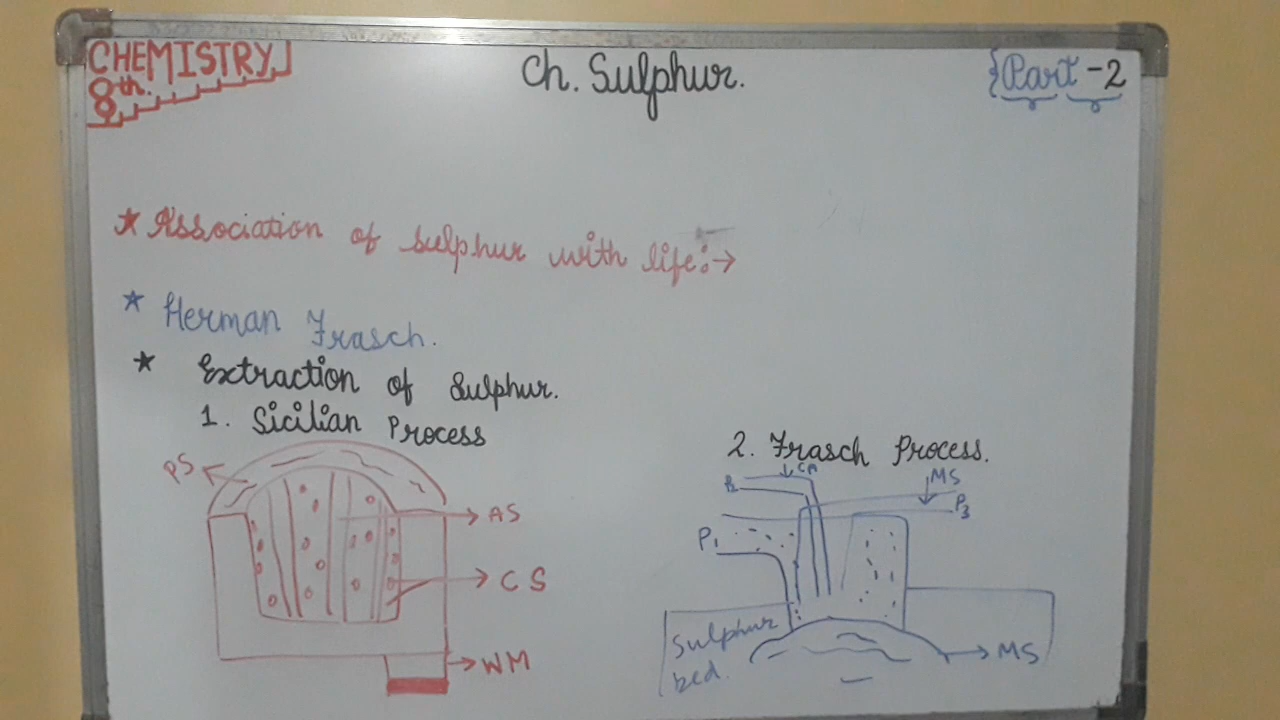 CHEMISTRY
8th.
Ch. Sulphur.
Part -2
★ Association of sulphur with life:→
★ Herman Frasch.
★ Extraction of Sulphur.
1. Sicilian Process
PS
AS
CS
WM
2. Frasch Process.
CA
MS
P2
P3
P1
Sulphur
bed.
MS